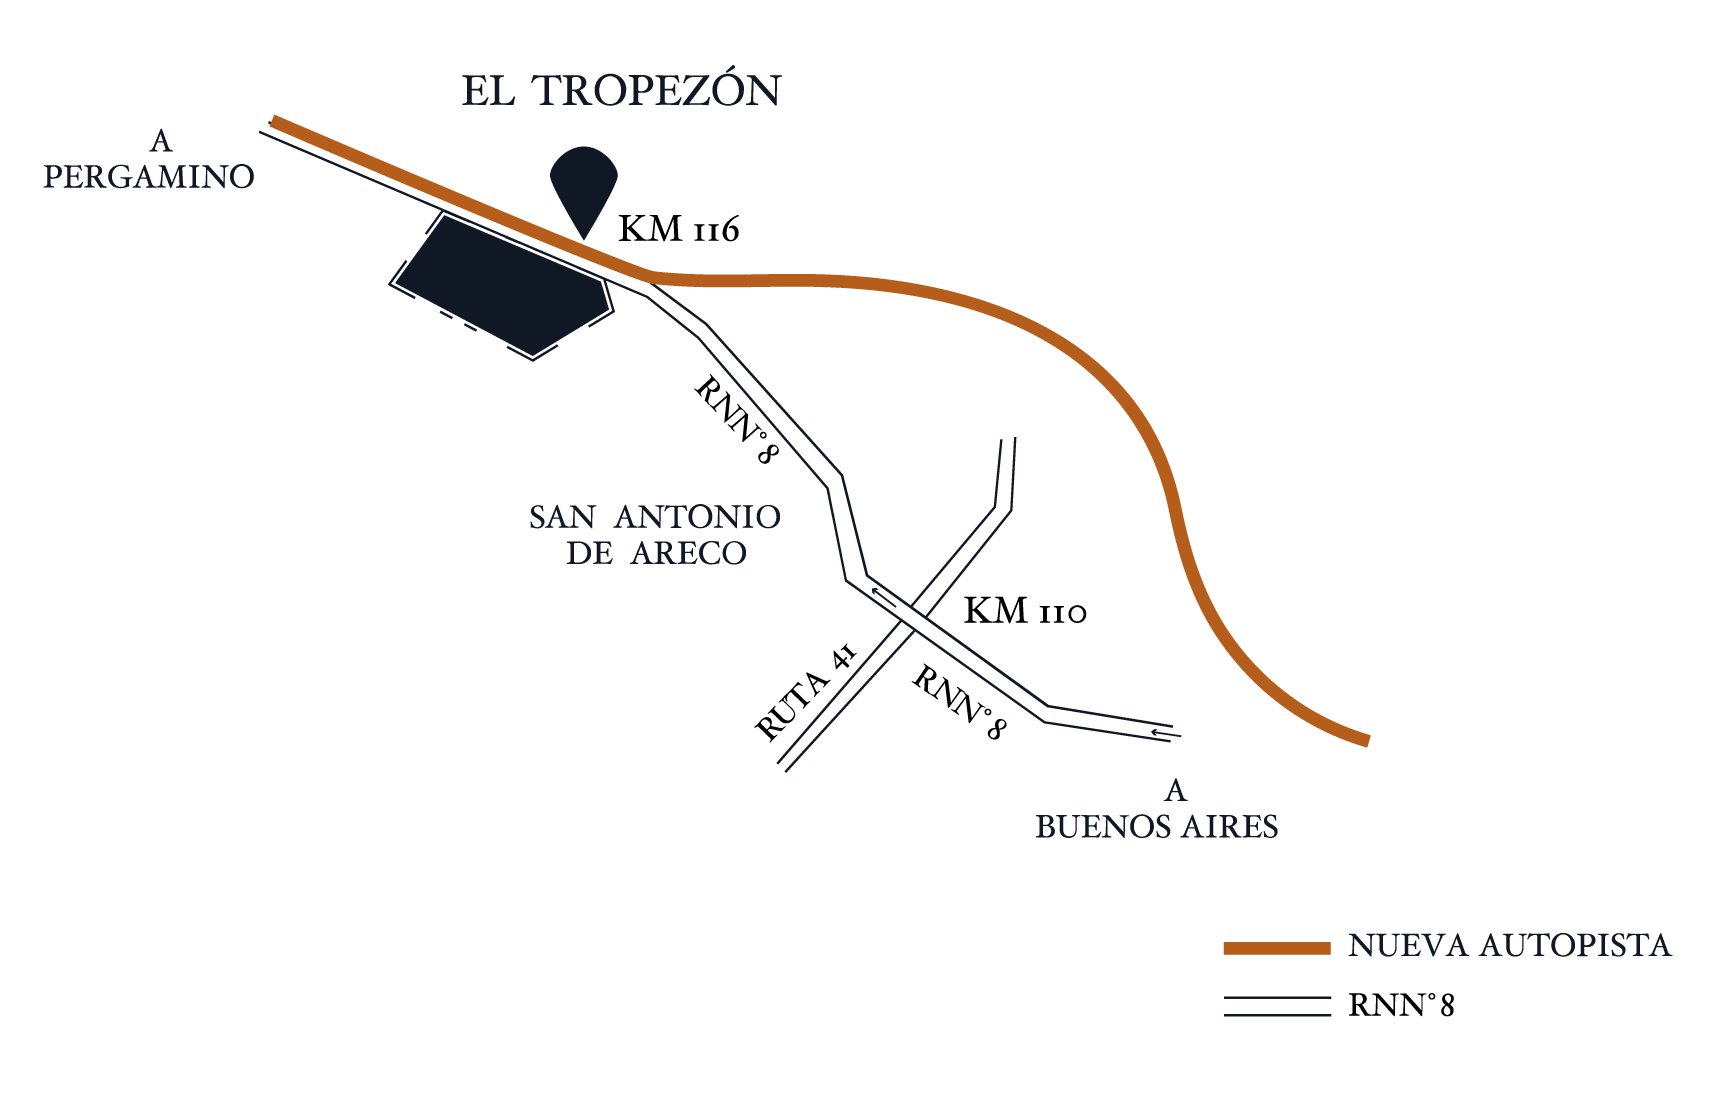 EL TROPEZÓN
A
PERGAMINO
KM 116
RNN°8
SAN ANTONIO
DE ARECO
KM 110
RUTA 41
RNN°8
A
BUENOS AIRES
NUEVA AUTOPISTA
RNN°8